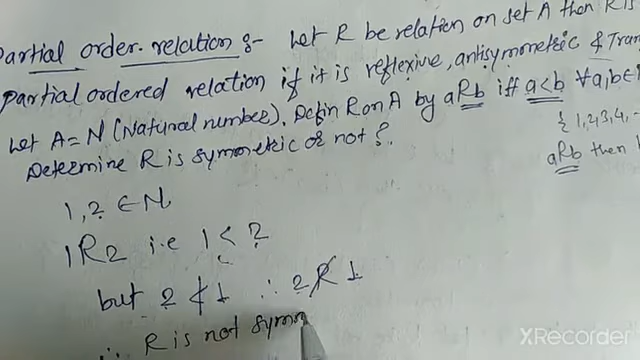 Partial order relation :- Let R be relation on set A then R is
Partial ordered relation if it is reflexive, antisymmetric & Tran
Let A=N (Natural number). Defin R on A by aRb iff a<b ∀a,b∈
{1,2,3,4,-
Determine R is symmetric or not ?.
aRb then
1,2 ∈ N
1R2 i.e 1 < 2
but 2 ≮ 1 ∴ 2R̸1
∴ R is not symm
XRecorder